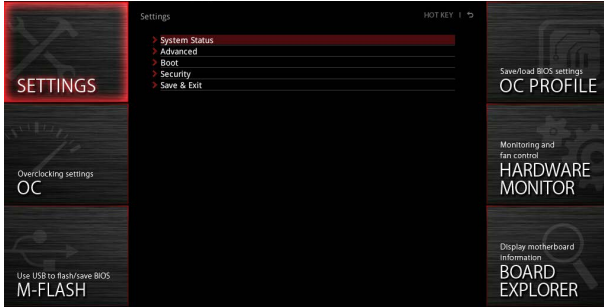 Settings
HOT KEY | ⮌
> System Status
> Advanced
> Boot
> Security
> Save & Exit
SETTINGS
Overclocking settings
OC
Use USB to flash/save BIOS
M-FLASH
Save/load BIOS settings
OC PROFILE
Monitoring and
fan control
HARDWARE
MONITOR
Display motherboard
information
BOARD
EXPLORER